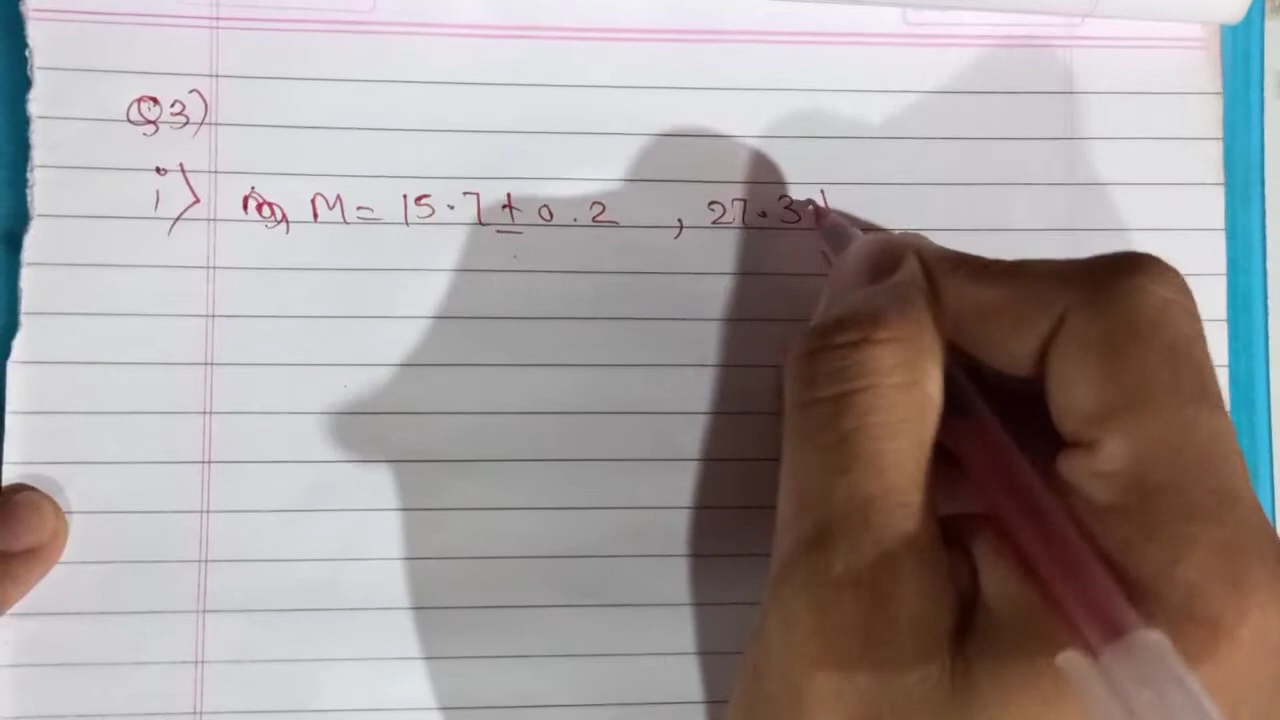 Q3)
i) M = 15.7 ± 0.2 , 27.3